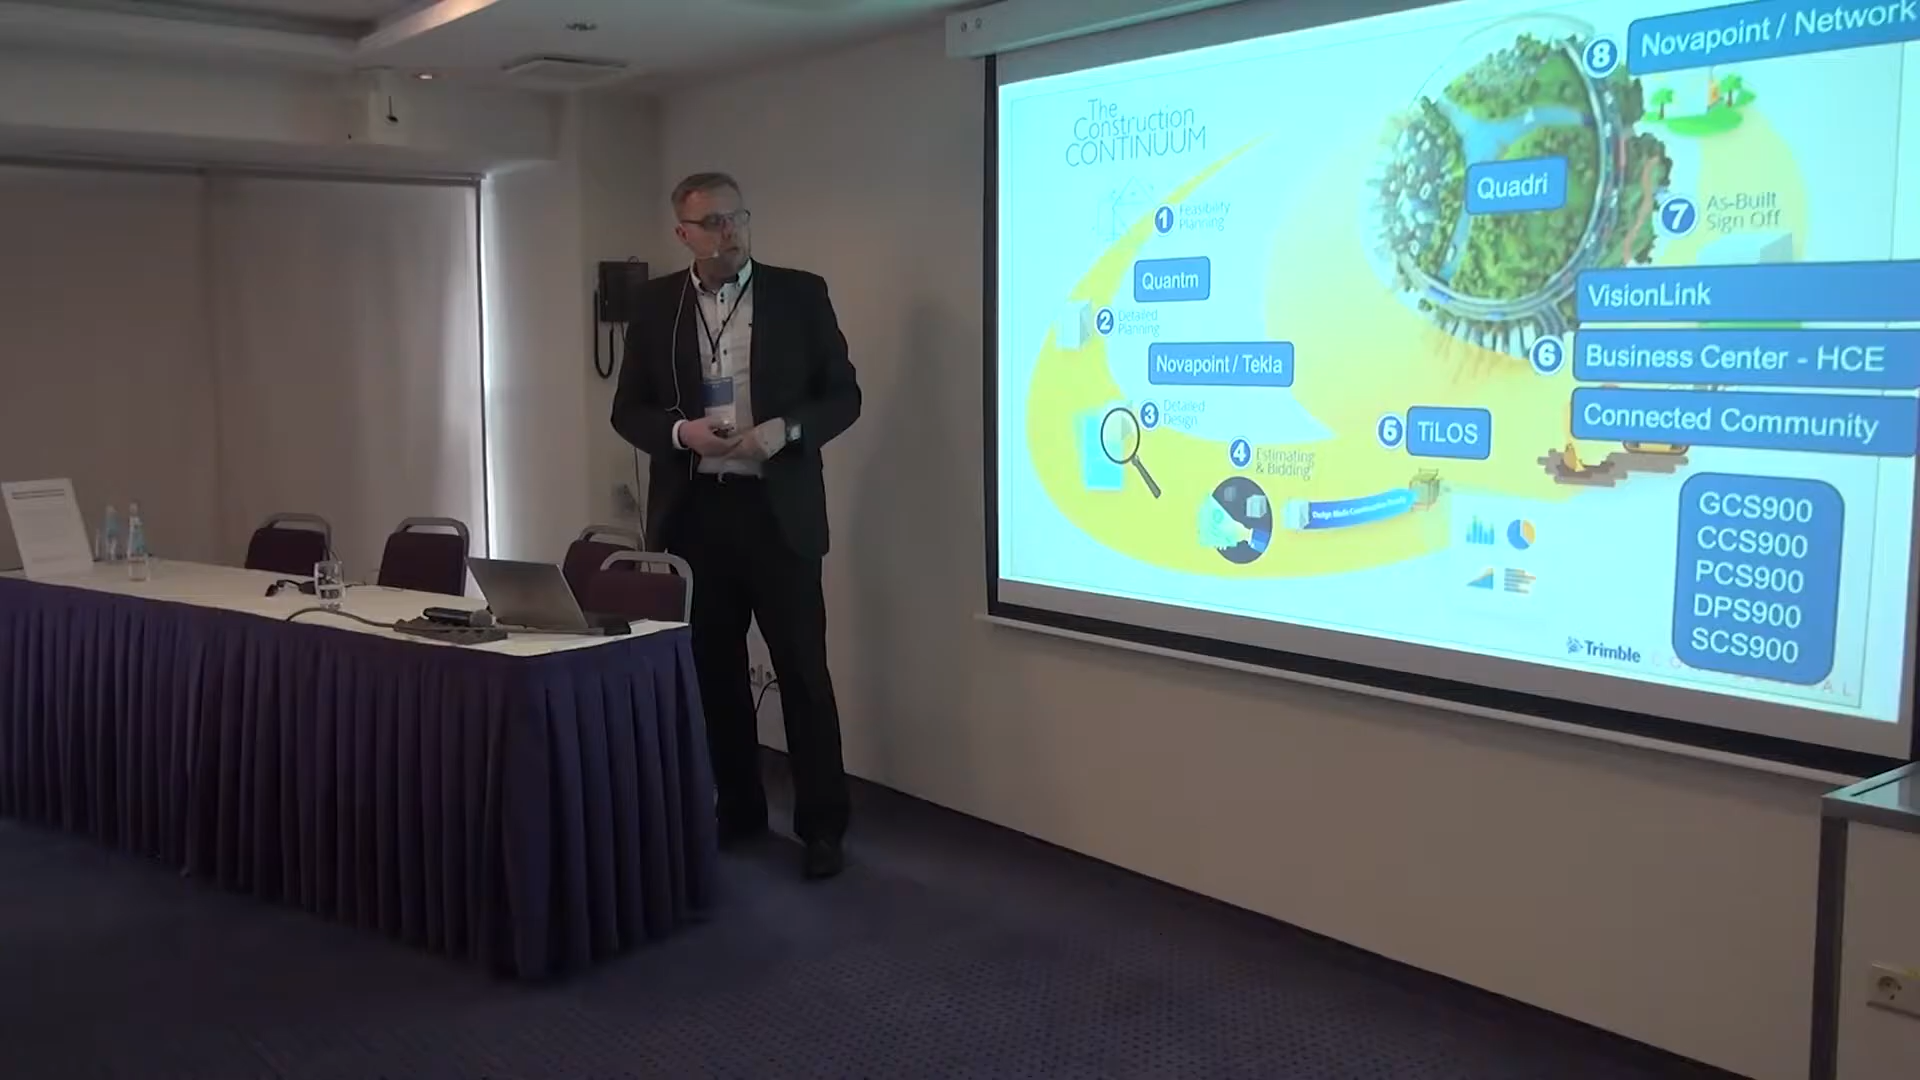 The
Construction
CONTINUUM
1 Feasibility
Planning
Quantm
2 Detailed
Planning
Novapoint / Tekla
3 Detailed
Design
4 Estimating
& Bidding
5 TiLOS
Quadri
8 Novapoint / Network
7 As-Built
Sign Off
VisionLink
6 Business Center - HCE
Connected Community
GCS900
CCS900
PCS900
DPS900
SCS900
Trimble